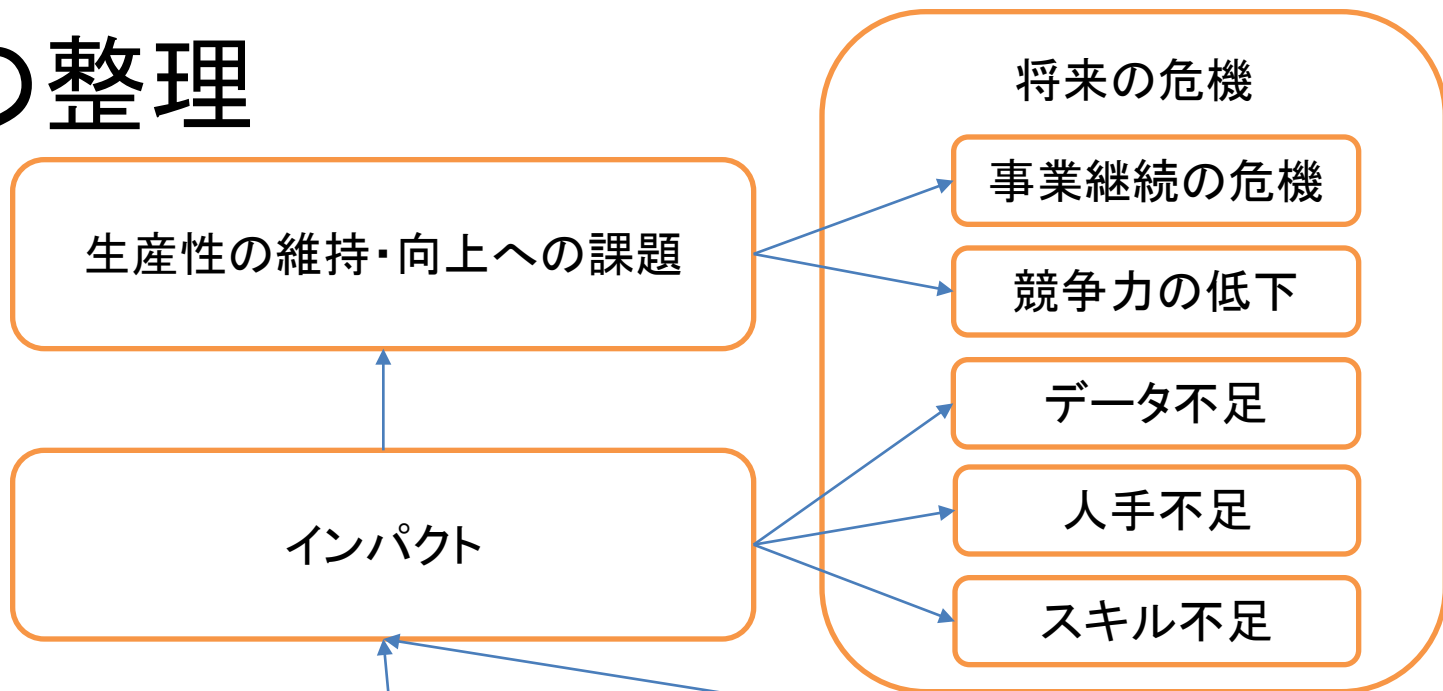 の整理
将来の危機
事業継続の危機
生産性の維持・向上への課題
競争力の低下
データ不足
人手不足
インパクト
スキル不足